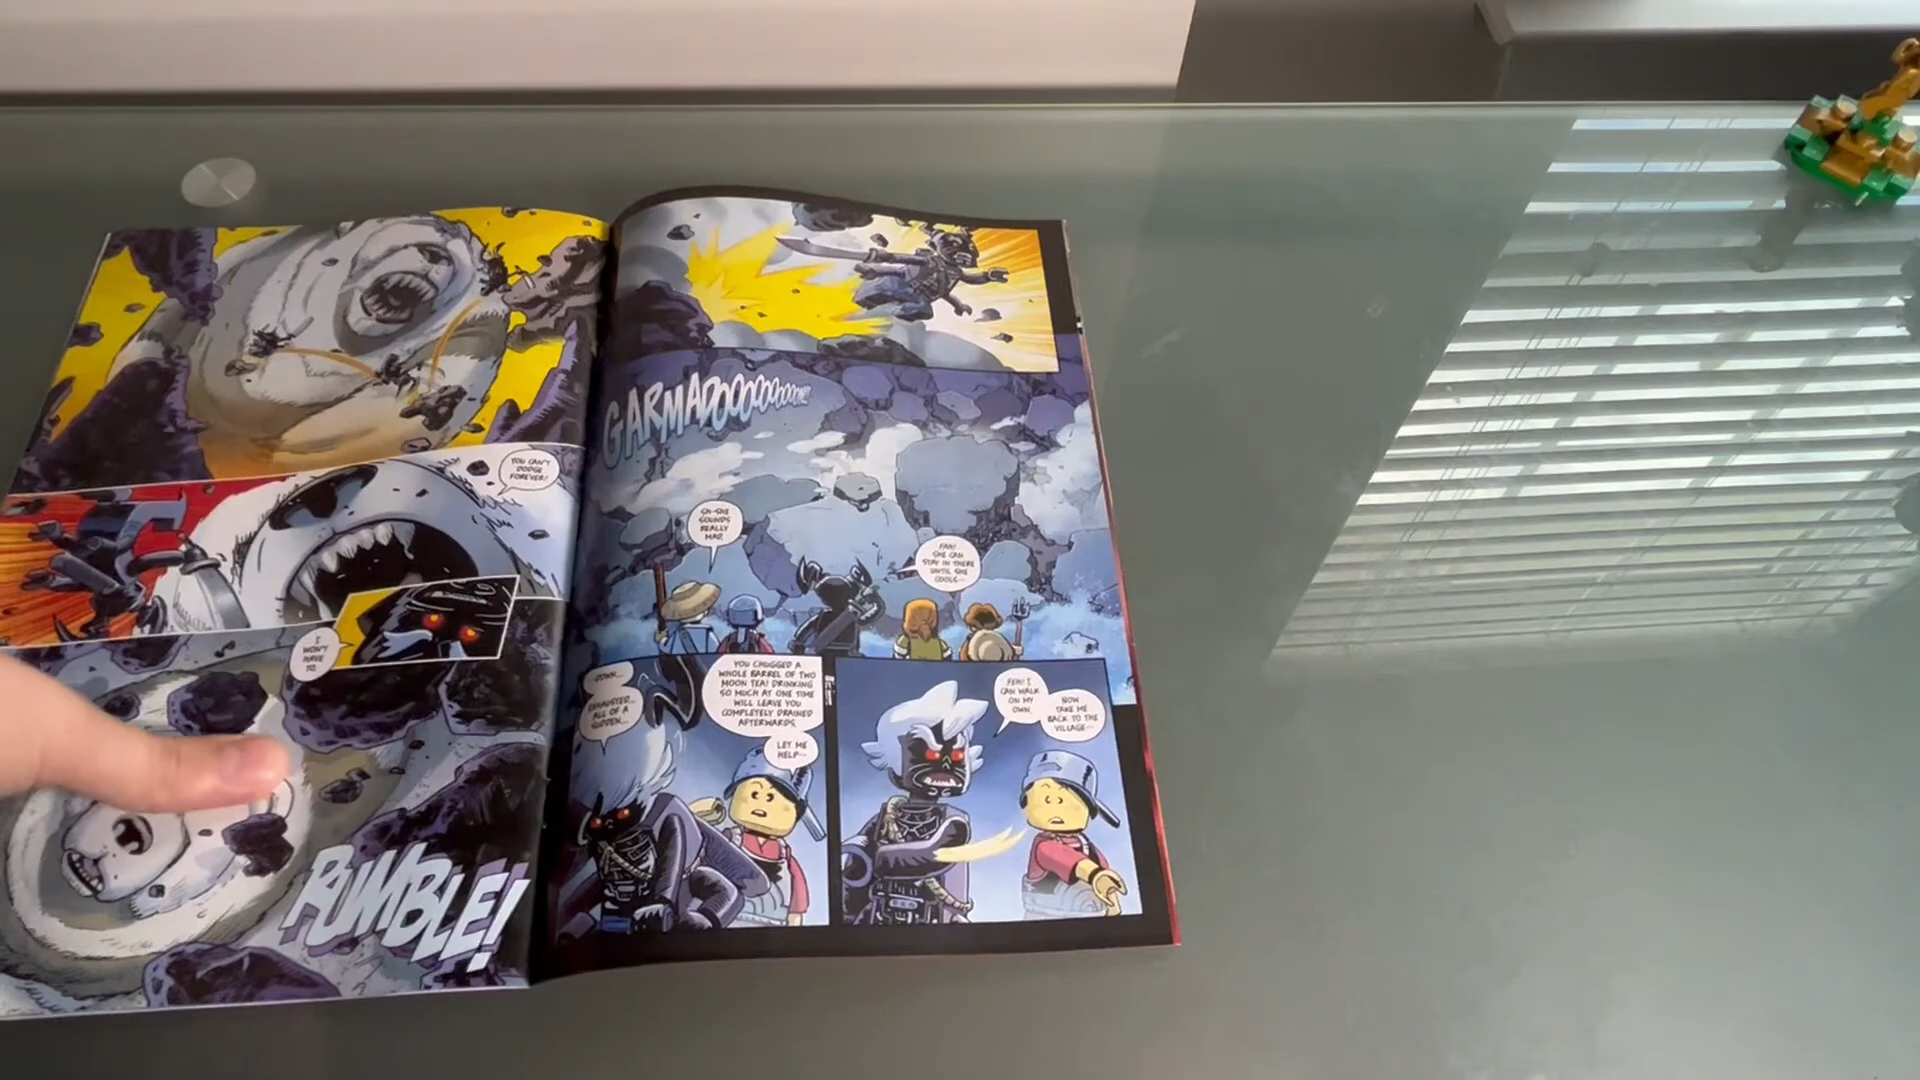 YOU CAN'T
DODGE
FOREVER!
I
WON'T
HAVE
TO.
RUMBLE!
SH-SHE
SOUNDS
REALLY
MAD.
FAH!
SHE CAN
STAY IN THERE
UNTIL SHE
COOLS--
--DOWN...
EXHAUSTED...
ALL OF A
SUDDEN...
YOU CHUGGED A
WHOLE BARREL OF TWO
MOON TEA! DRINKING
SO MUCH AT ONE TIME
WILL LEAVE YOU
COMPLETELY DRAINED
AFTERWARDS.
LET ME
HELP--
FEH! I
CAN WALK
ON MY
OWN.
NOW
TAKE ME
BACK TO THE
VILLAGE--